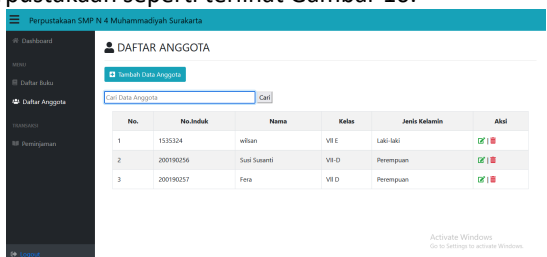 pustakaan seperti terlihat Gambar 10.
Perpustakaan SMP N 4 Muhammadiyah Surakarta
Dashboard
DAFTAR ANGGOTA
MENU
Tambah Data Anggota
Daftar Buku
Cari Data Anggota Cari
Daftar Anggota
No. No.Induk Nama Kelas Jenis Kelamin Aksi
TRANSAKSI
1 1535324 wilsan VII E Laki-laki |
Peminjaman
2 200190256 Susi Susanti VII-D Perempuan |
3 200190257 Fera VII D Perempuan |
Activate Windows
Go to Settings to activate Windows.
Logout